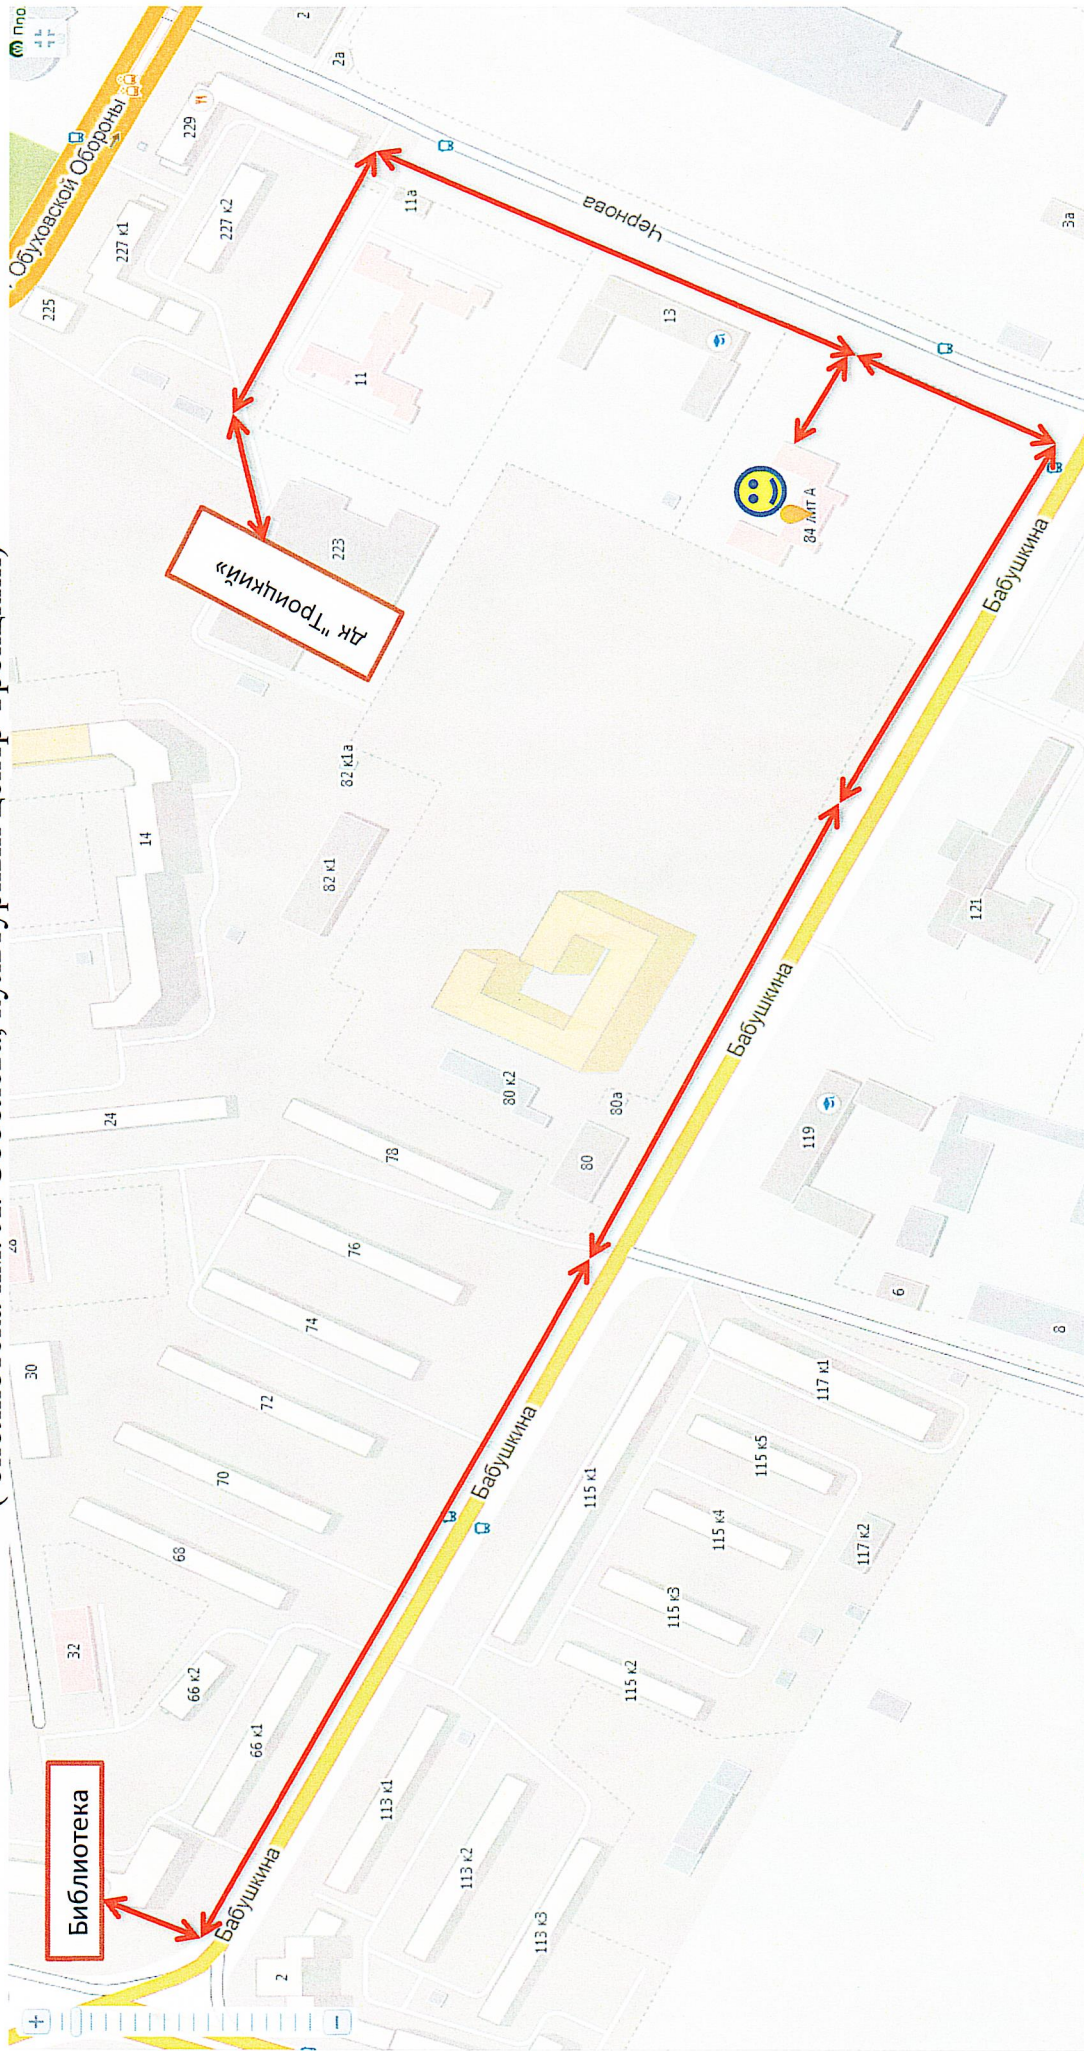 Библиотека
32
30
28
24
14
68
70
72
74
76
78
66 к2
66 к1
2
Бабушкина
113 к1
113 к2
113 к3
Бабушкина
115 к1
115 к2
115 к3
115 к4
115 к5
117 к1
117 к2
80
80а
80 к2
82 к1
82 к1а
6
8
119
121
Бабушкина
Бабушкина
дк "Троицкий»
223
225
Обуховской Обороны
227 к1
227 к2
229
2
2а
11а
11
13
Чернова
84 лит А
3а
Пло